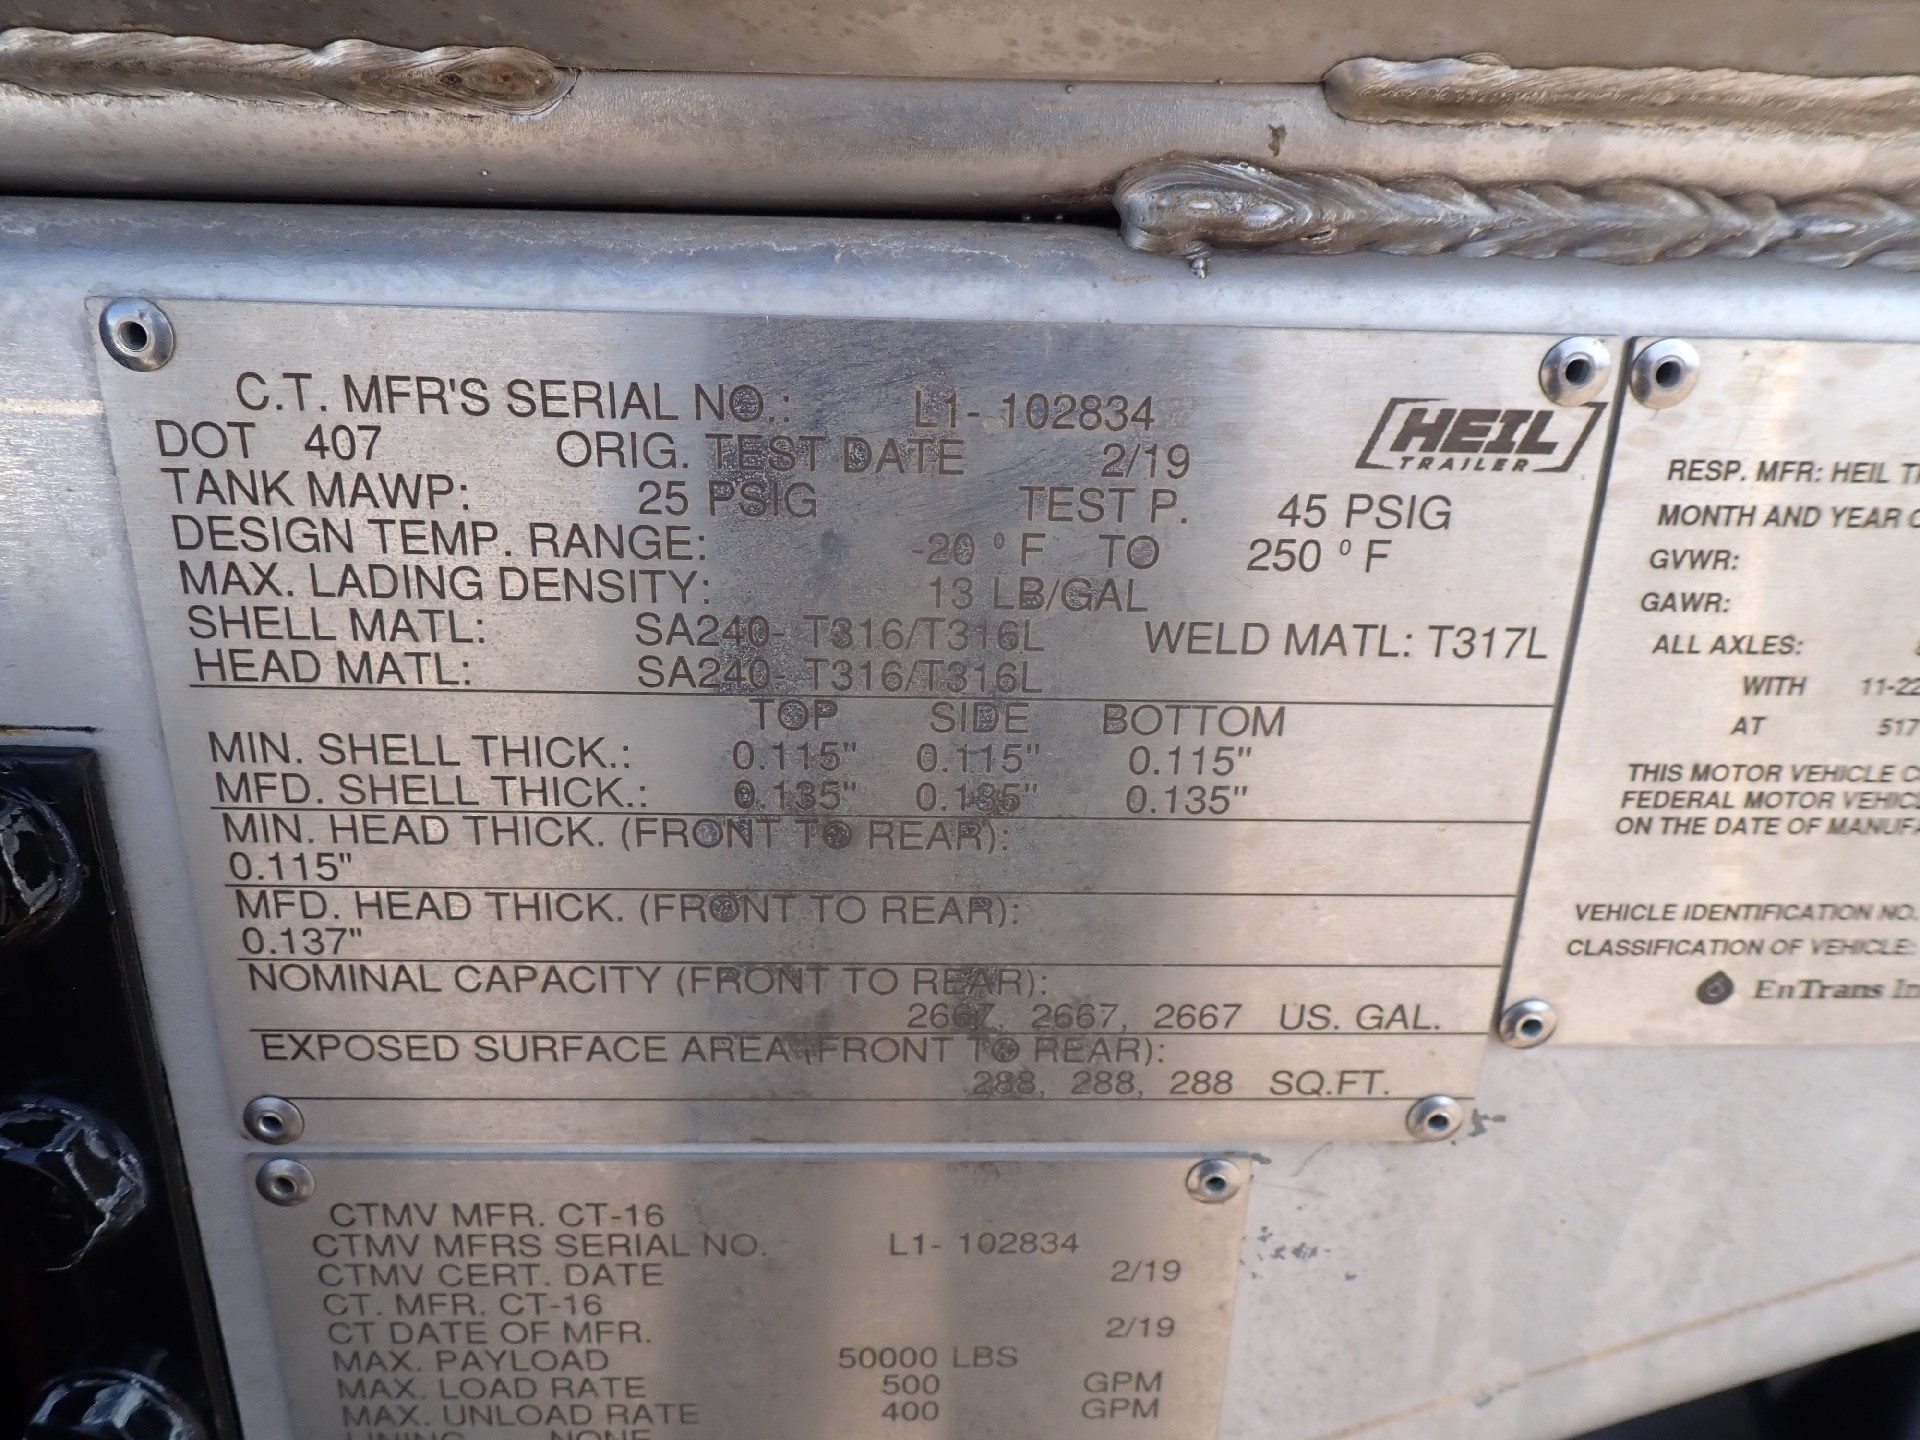 C.T. MFR'S SERIAL NO.: L1- 102834
HEIL
TRAILER
DOT 407 ORIG. TEST DATE 2/19
TANK MAWP: 25 PSIG TEST P. 45 PSIG
DESIGN TEMP. RANGE: -20 º F TO 250 º F
MAX. LADING DENSITY: 13 LB/GAL
SHELL MATL: SA240- T316/T316L WELD MATL: T317L
HEAD MATL: SA240- T316/T316L
TOP SIDE BOTTOM
MIN. SHELL THICK.: 0.115" 0.115" 0.115"
MFD. SHELL THICK.: 0.135" 0.135" 0.135"
MIN. HEAD THICK. (FRONT TO REAR):
0.115"
MFD. HEAD THICK. (FRONT TO REAR):
0.137"
NOMINAL CAPACITY (FRONT TO REAR):
2667, 2667, 2667 US. GAL.
EXPOSED SURFACE AREA (FRONT TO REAR):
288, 288, 288 SQ.FT.
CTMV MFR. CT-16
CTMV MFRS SERIAL NO. L1- 102834
CTMV CERT. DATE 2/19
CT. MFR. CT-16
CT DATE OF MFR. 2/19
MAX. PAYLOAD 50000 LBS
MAX. LOAD RATE 500 GPM
MAX. UNLOAD RATE 400 GPM
LINING NONE
RESP. MFR: HEIL
MONTH AND YEAR
GVWR:
GAWR:
ALL AXLES:
WITH 11-22
AT 517
THIS MOTOR VEHICLE
FEDERAL MOTOR
ON THE DATE OF
VEHICLE IDENTIFICATION NO.
CLASSIFICATION OF VEHICLE:
EnTrans